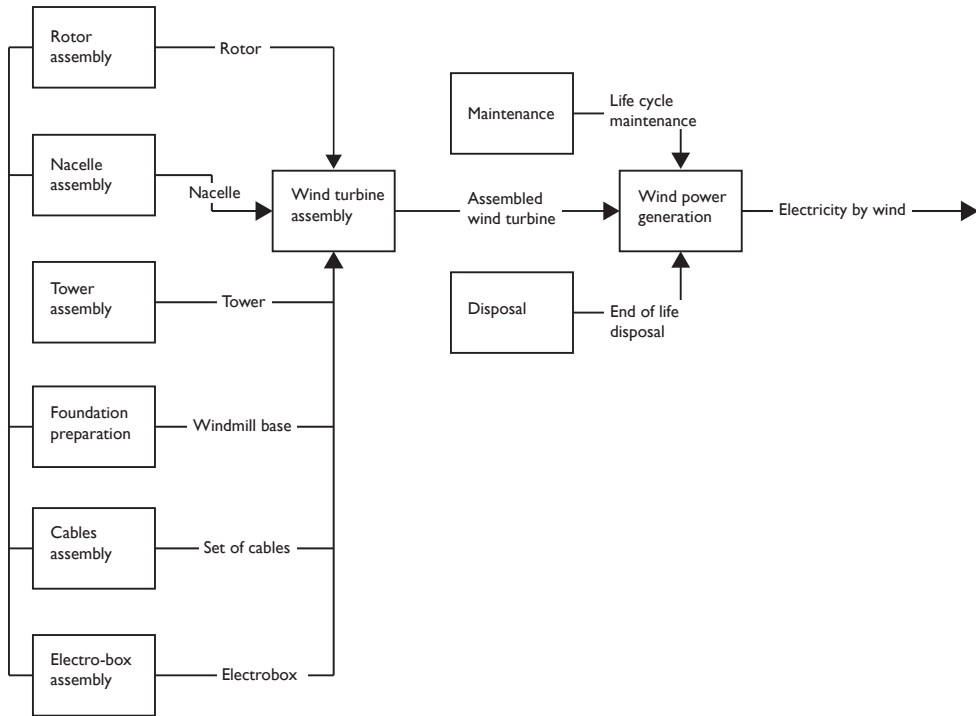 Rotor
assembly
Rotor
Nacelle
assembly
Nacelle
Tower
assembly
Tower
Foundation
preparation
Windmill base
Cables
assembly
Set of cables
Electro-box
assembly
Electrobox
Wind turbine
assembly
Assembled
wind turbine
Maintenance
Life cycle
maintenance
Disposal
End of life
disposal
Wind power
generation
Electricity by wind